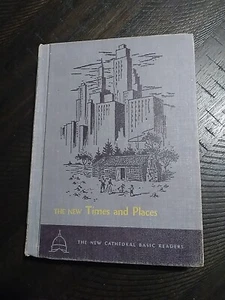 THE NEW Times and Places
THE NEW CATHEDRAL BASIC READERS